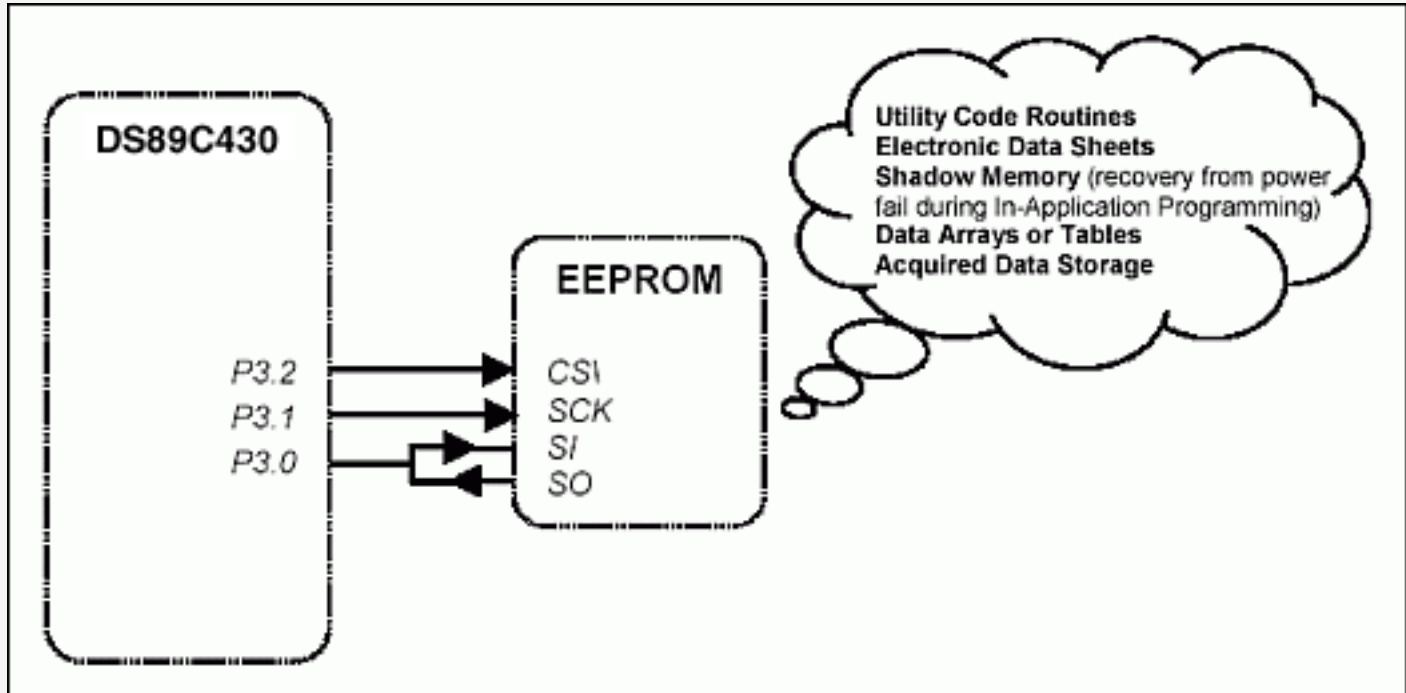 DS89C430
P3.2
P3.1
P3.0
EEPROM
CS\
SCK
SI
SO
Utility Code Routines
Electronic Data Sheets
Shadow Memory (recovery from power
fail during In-Application Programming)
Data Arrays or Tables
Acquired Data Storage